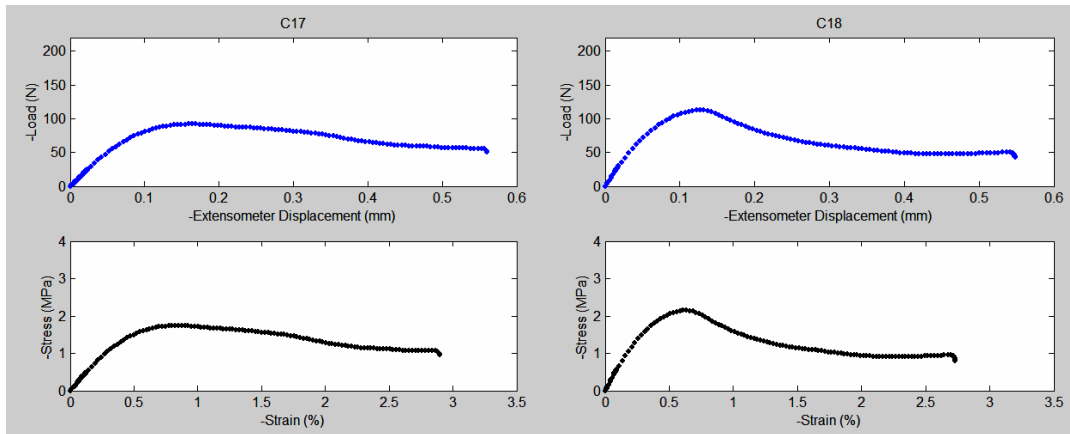 C17
200
150
100
50
0
-Load (N)
0 0.1 0.2 0.3 0.4 0.5 0.6
-Extensometer Displacement (mm)
C18
200
150
100
50
0
-Load (N)
0 0.1 0.2 0.3 0.4 0.5 0.6
-Extensometer Displacement (mm)
4
3
2
1
0
-Stress (MPa)
0 0.5 1 1.5 2 2.5 3 3.5
-Strain (%)
4
3
2
1
0
-Stress (MPa)
0 0.5 1 1.5 2 2.5 3 3.5
-Strain (%)